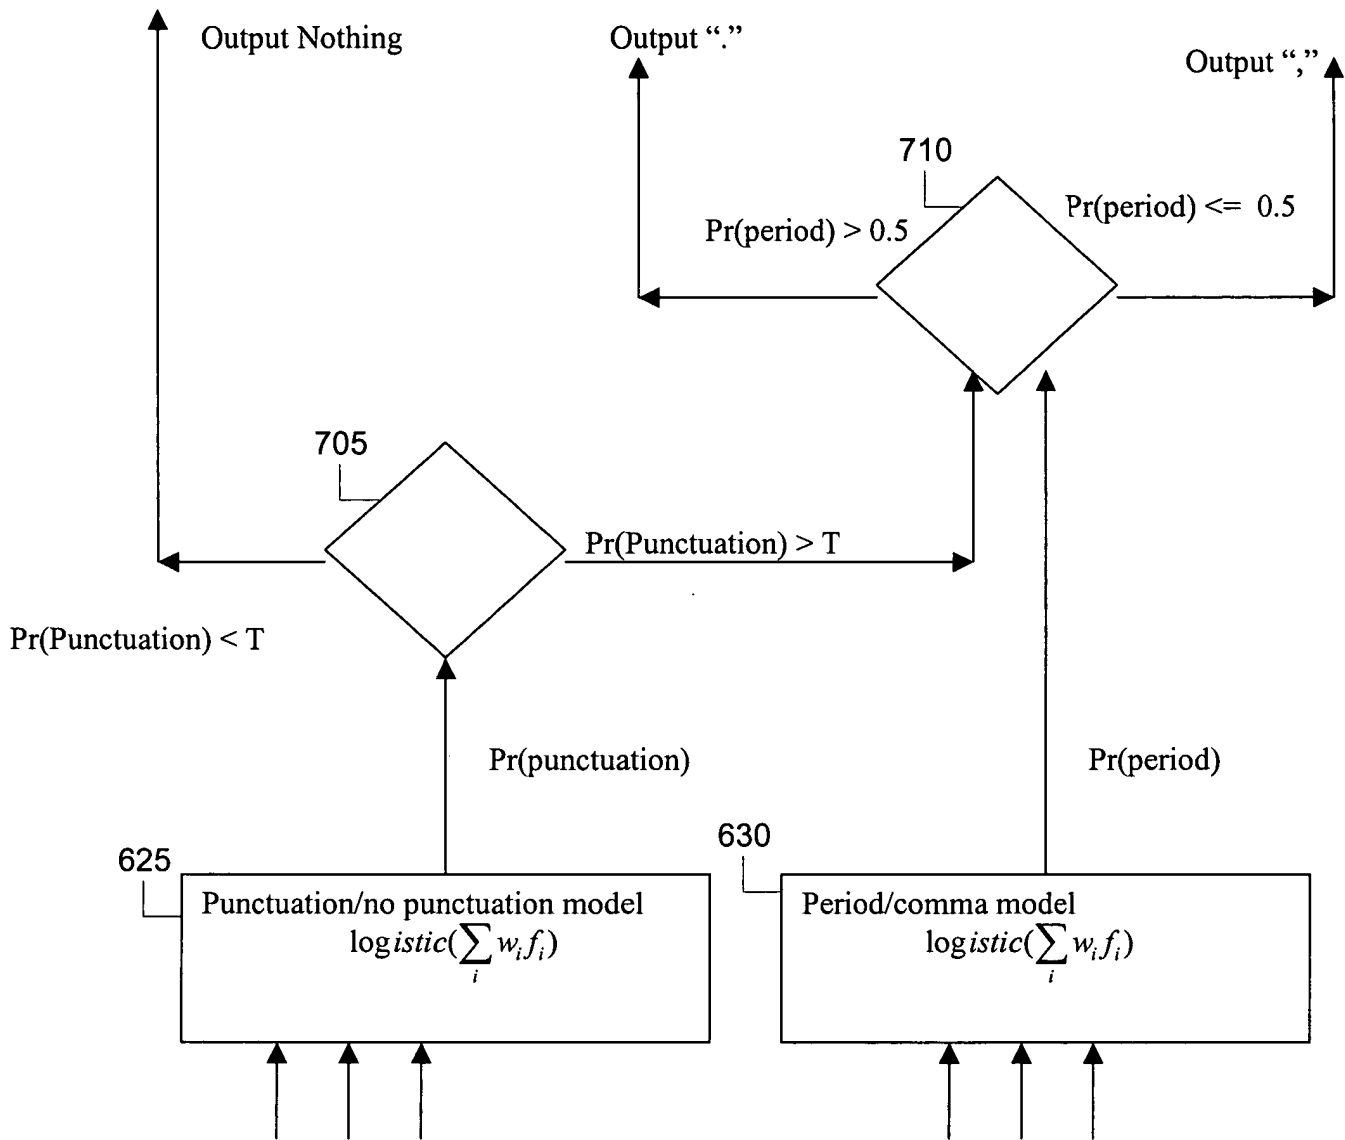 Output Nothing
Output “.”
Output “,”
710
Pr(period) > 0.5
Pr(period) <= 0.5
705
Pr(Punctuation) > T
Pr(Punctuation) < T
Pr(punctuation)
Pr(period)
625
630
Punctuation/no punctuation model
logistic(∑ᵢ wᵢfᵢ)
Period/comma model
logistic(∑ᵢ wᵢfᵢ)